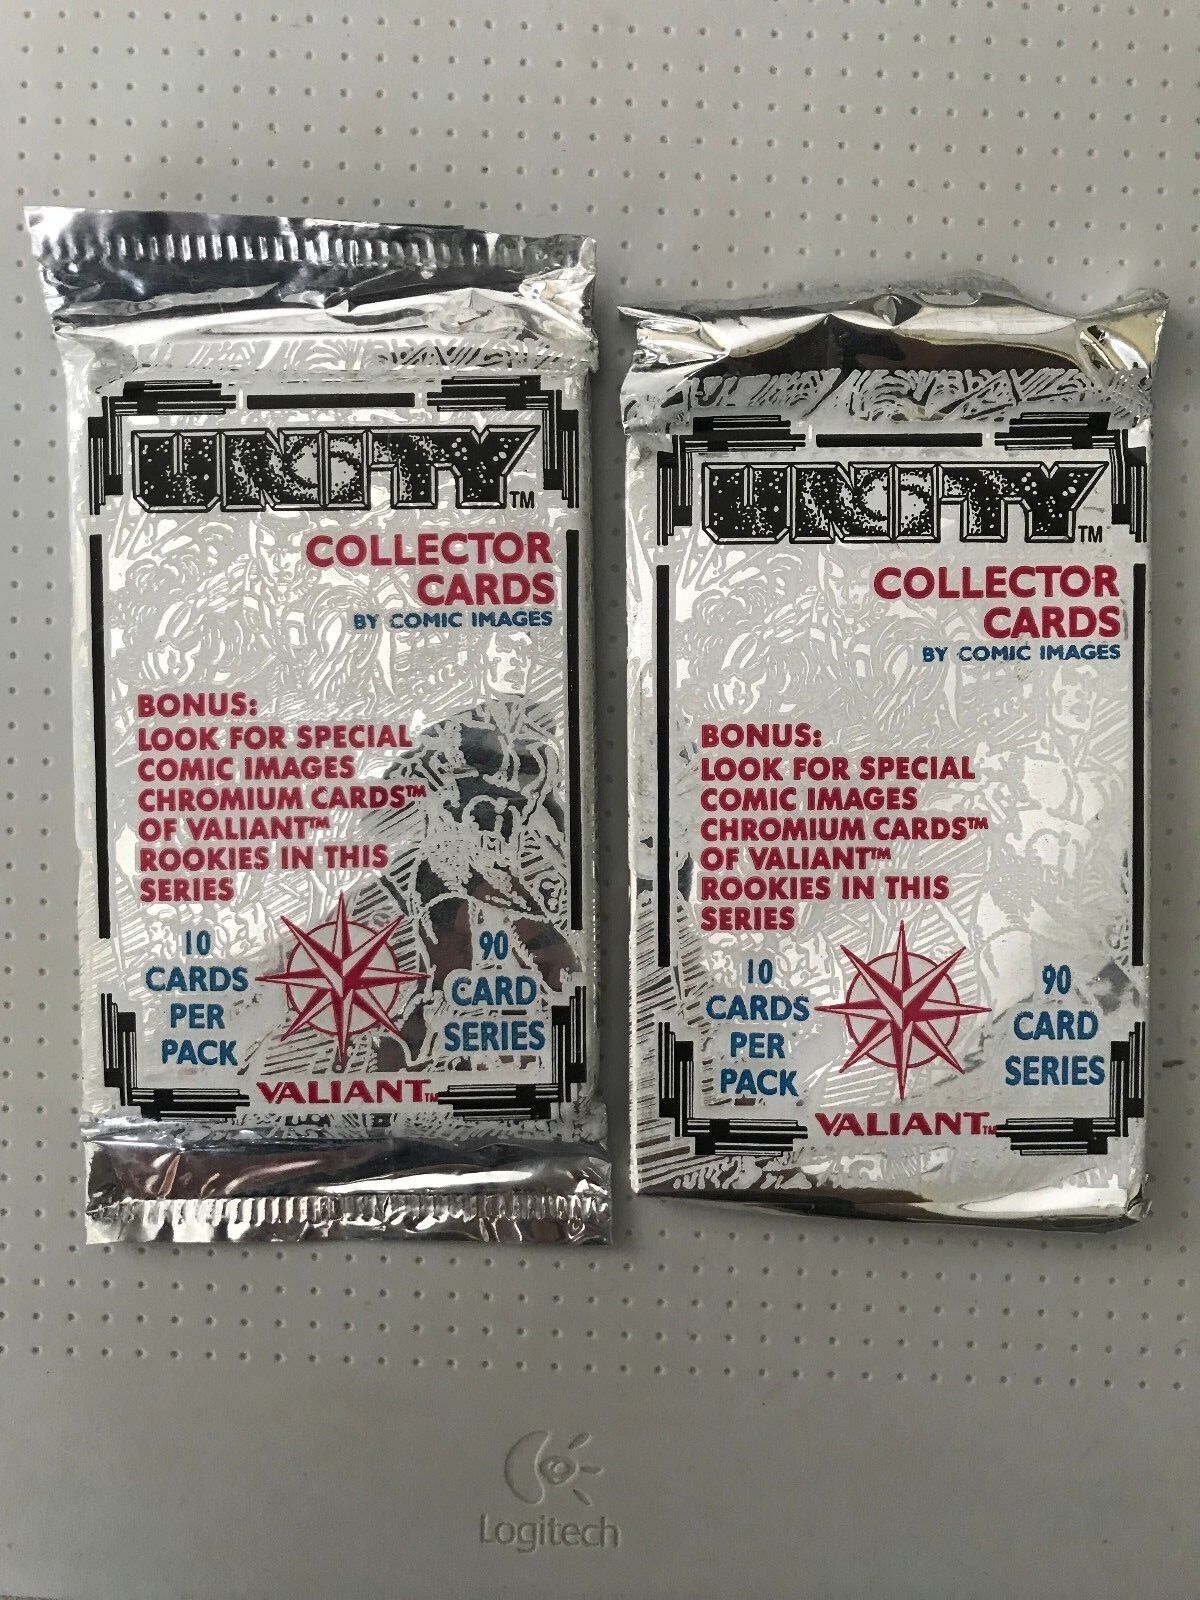 UNITY™
COLLECTOR
CARDS
BY COMIC IMAGES
BONUS:
LOOK FOR SPECIAL
COMIC IMAGES
CHROMIUM CARDS™
OF VALIANT™
ROOKIES IN THIS
SERIES
10
CARDS
PER
PACK
90
CARD
SERIES
VALIANT™
UNITY™
COLLECTOR
CARDS
BY COMIC IMAGES
BONUS:
LOOK FOR SPECIAL
COMIC IMAGES
CHROMIUM CARDS™
OF VALIANT™
ROOKIES IN THIS
SERIES
10
CARDS
PER
PACK
90
CARD
SERIES
VALIANT™
Logitech